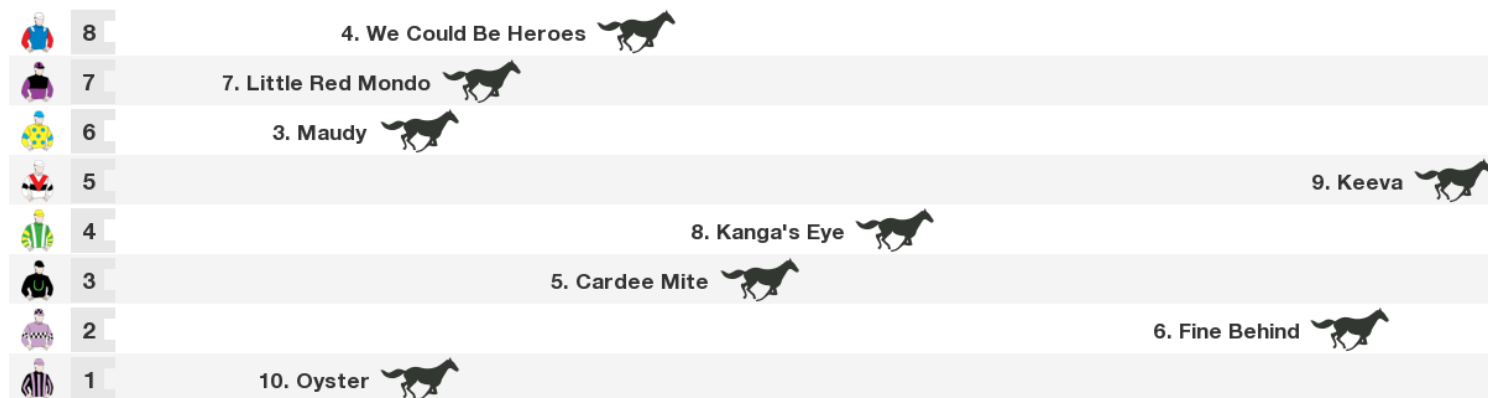 8 4. We Could Be Heroes
7 7. Little Red Mondo
6 3. Maudy
5 9. Keeva
4 8. Kanga's Eye
3 5. Cardee Mite
2 6. Fine Behind
1 10. Oyster